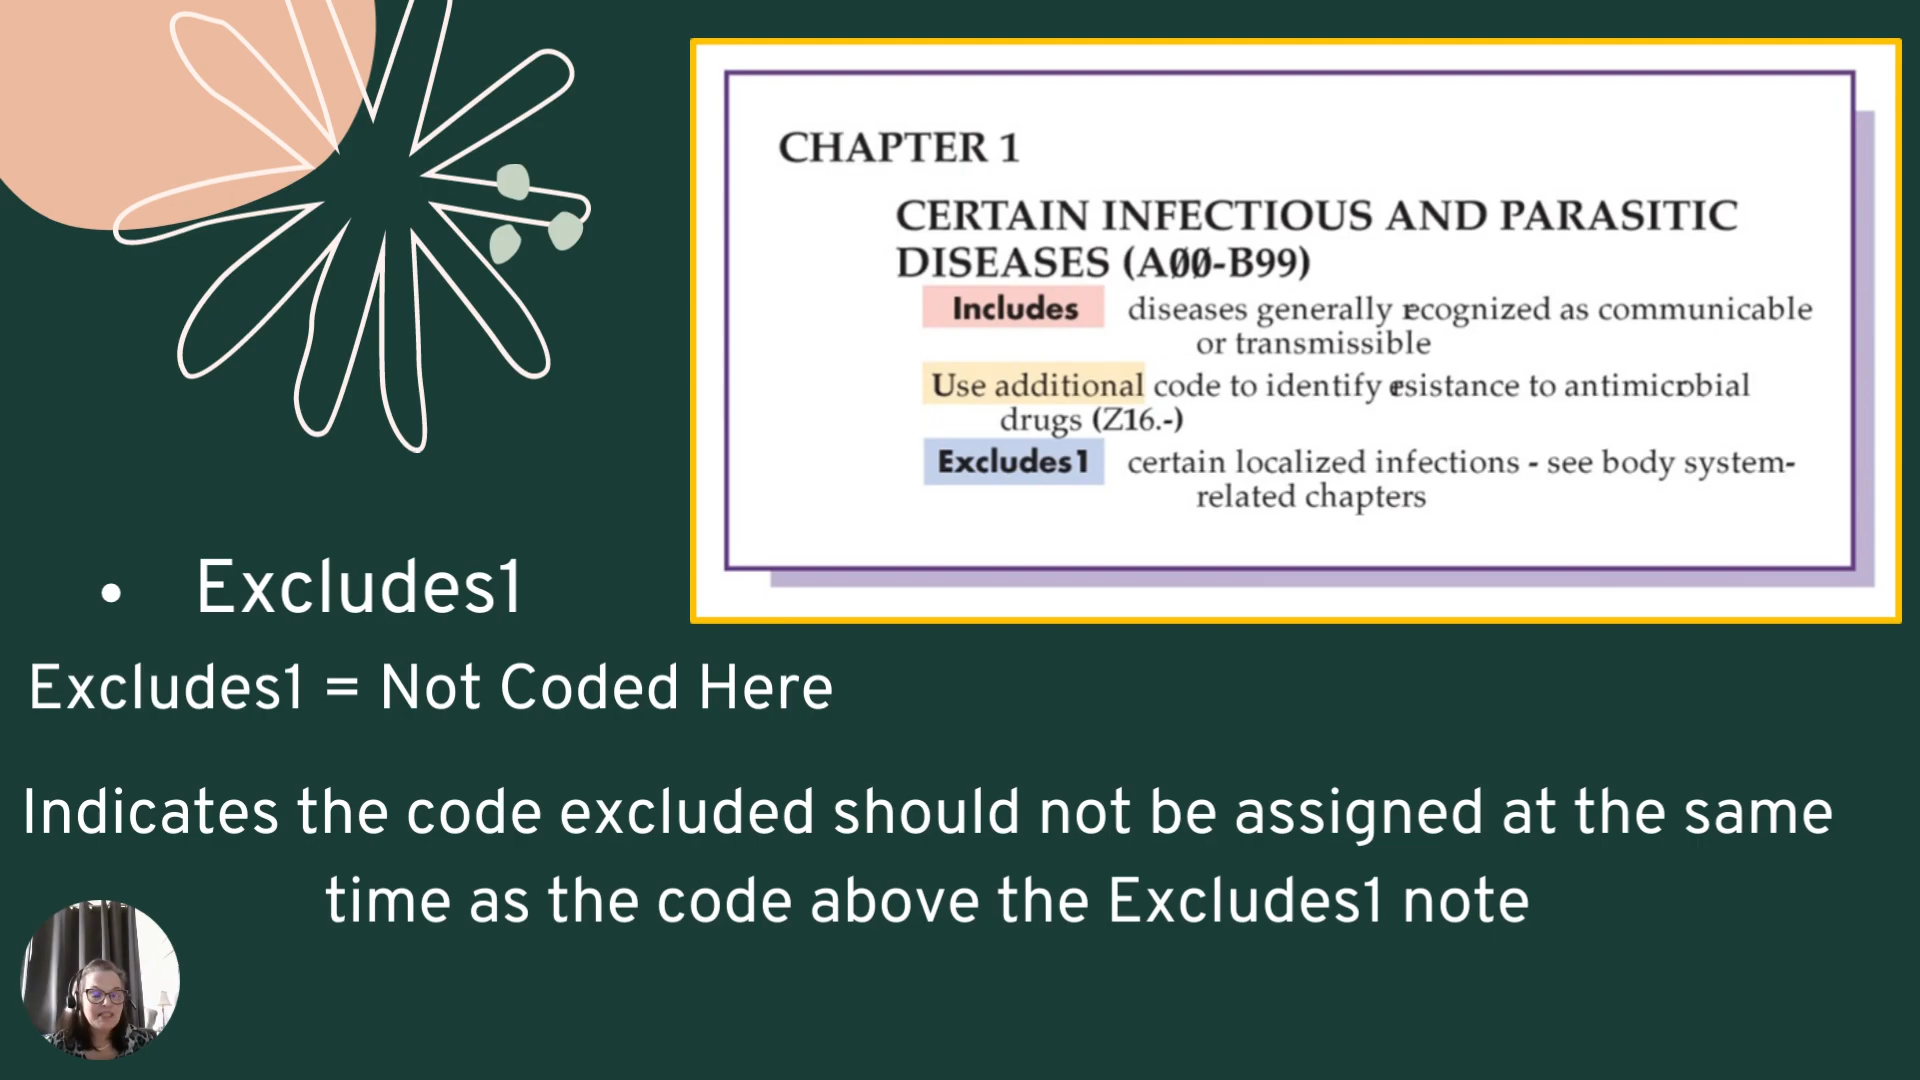 CHAPTER 1
CERTAIN INFECTIOUS AND PARASITIC
DISEASES (A00-B99)
Includes diseases generally recognized as communicable
or transmissible
Use additional code to identify resistance to antimicrobial
drugs (Z16.-)
Excludes1 certain localized infections - see body system-
related chapters
• Excludes1
Excludes1 = Not Coded Here
Indicates the code excluded should not be assigned at the same
time as the code above the Excludes1 note